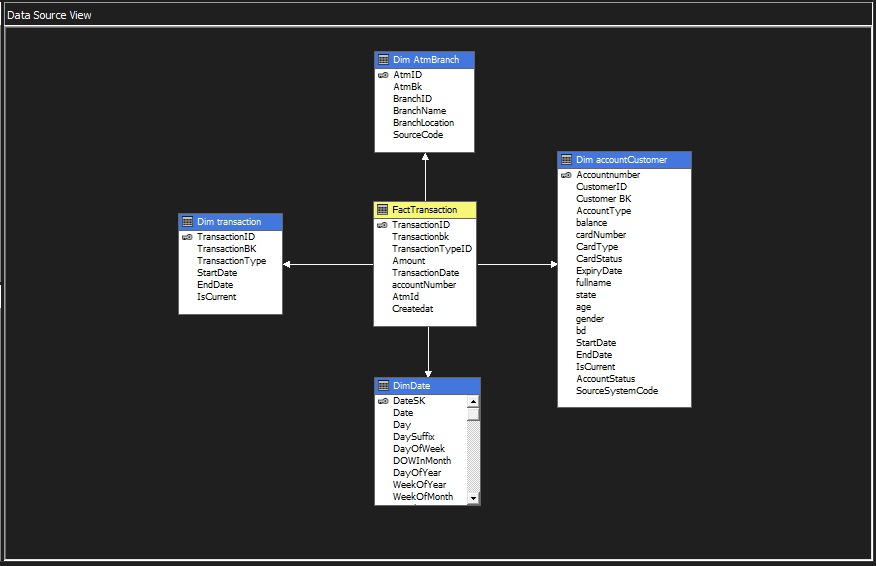 Data Source View
Dim AtmBranch
AtmID
AtmBk
BranchID
BranchName
BranchLocation
SourceCode
Dim accountCustomer
Accountnumber
CustomerID
Customer BK
AccountType
balance
cardNumber
CardType
CardStatus
ExpiryDate
fullname
state
age
gender
bd
StartDate
EndDate
IsCurrent
AccountStatus
SourceSystemCode
FactTransaction
TransactionID
Transactionbk
TransactionTypeID
Amount
TransactionDate
accountNumber
AtmId
Createdat
Dim transaction
TransactionID
TransactionBK
TransactionType
StartDate
EndDate
IsCurrent
DimDate
DateSK
Date
Day
DaySuffix
DayOfWeek
DOWInMonth
DayOfYear
WeekOfYear
WeekOfMonth